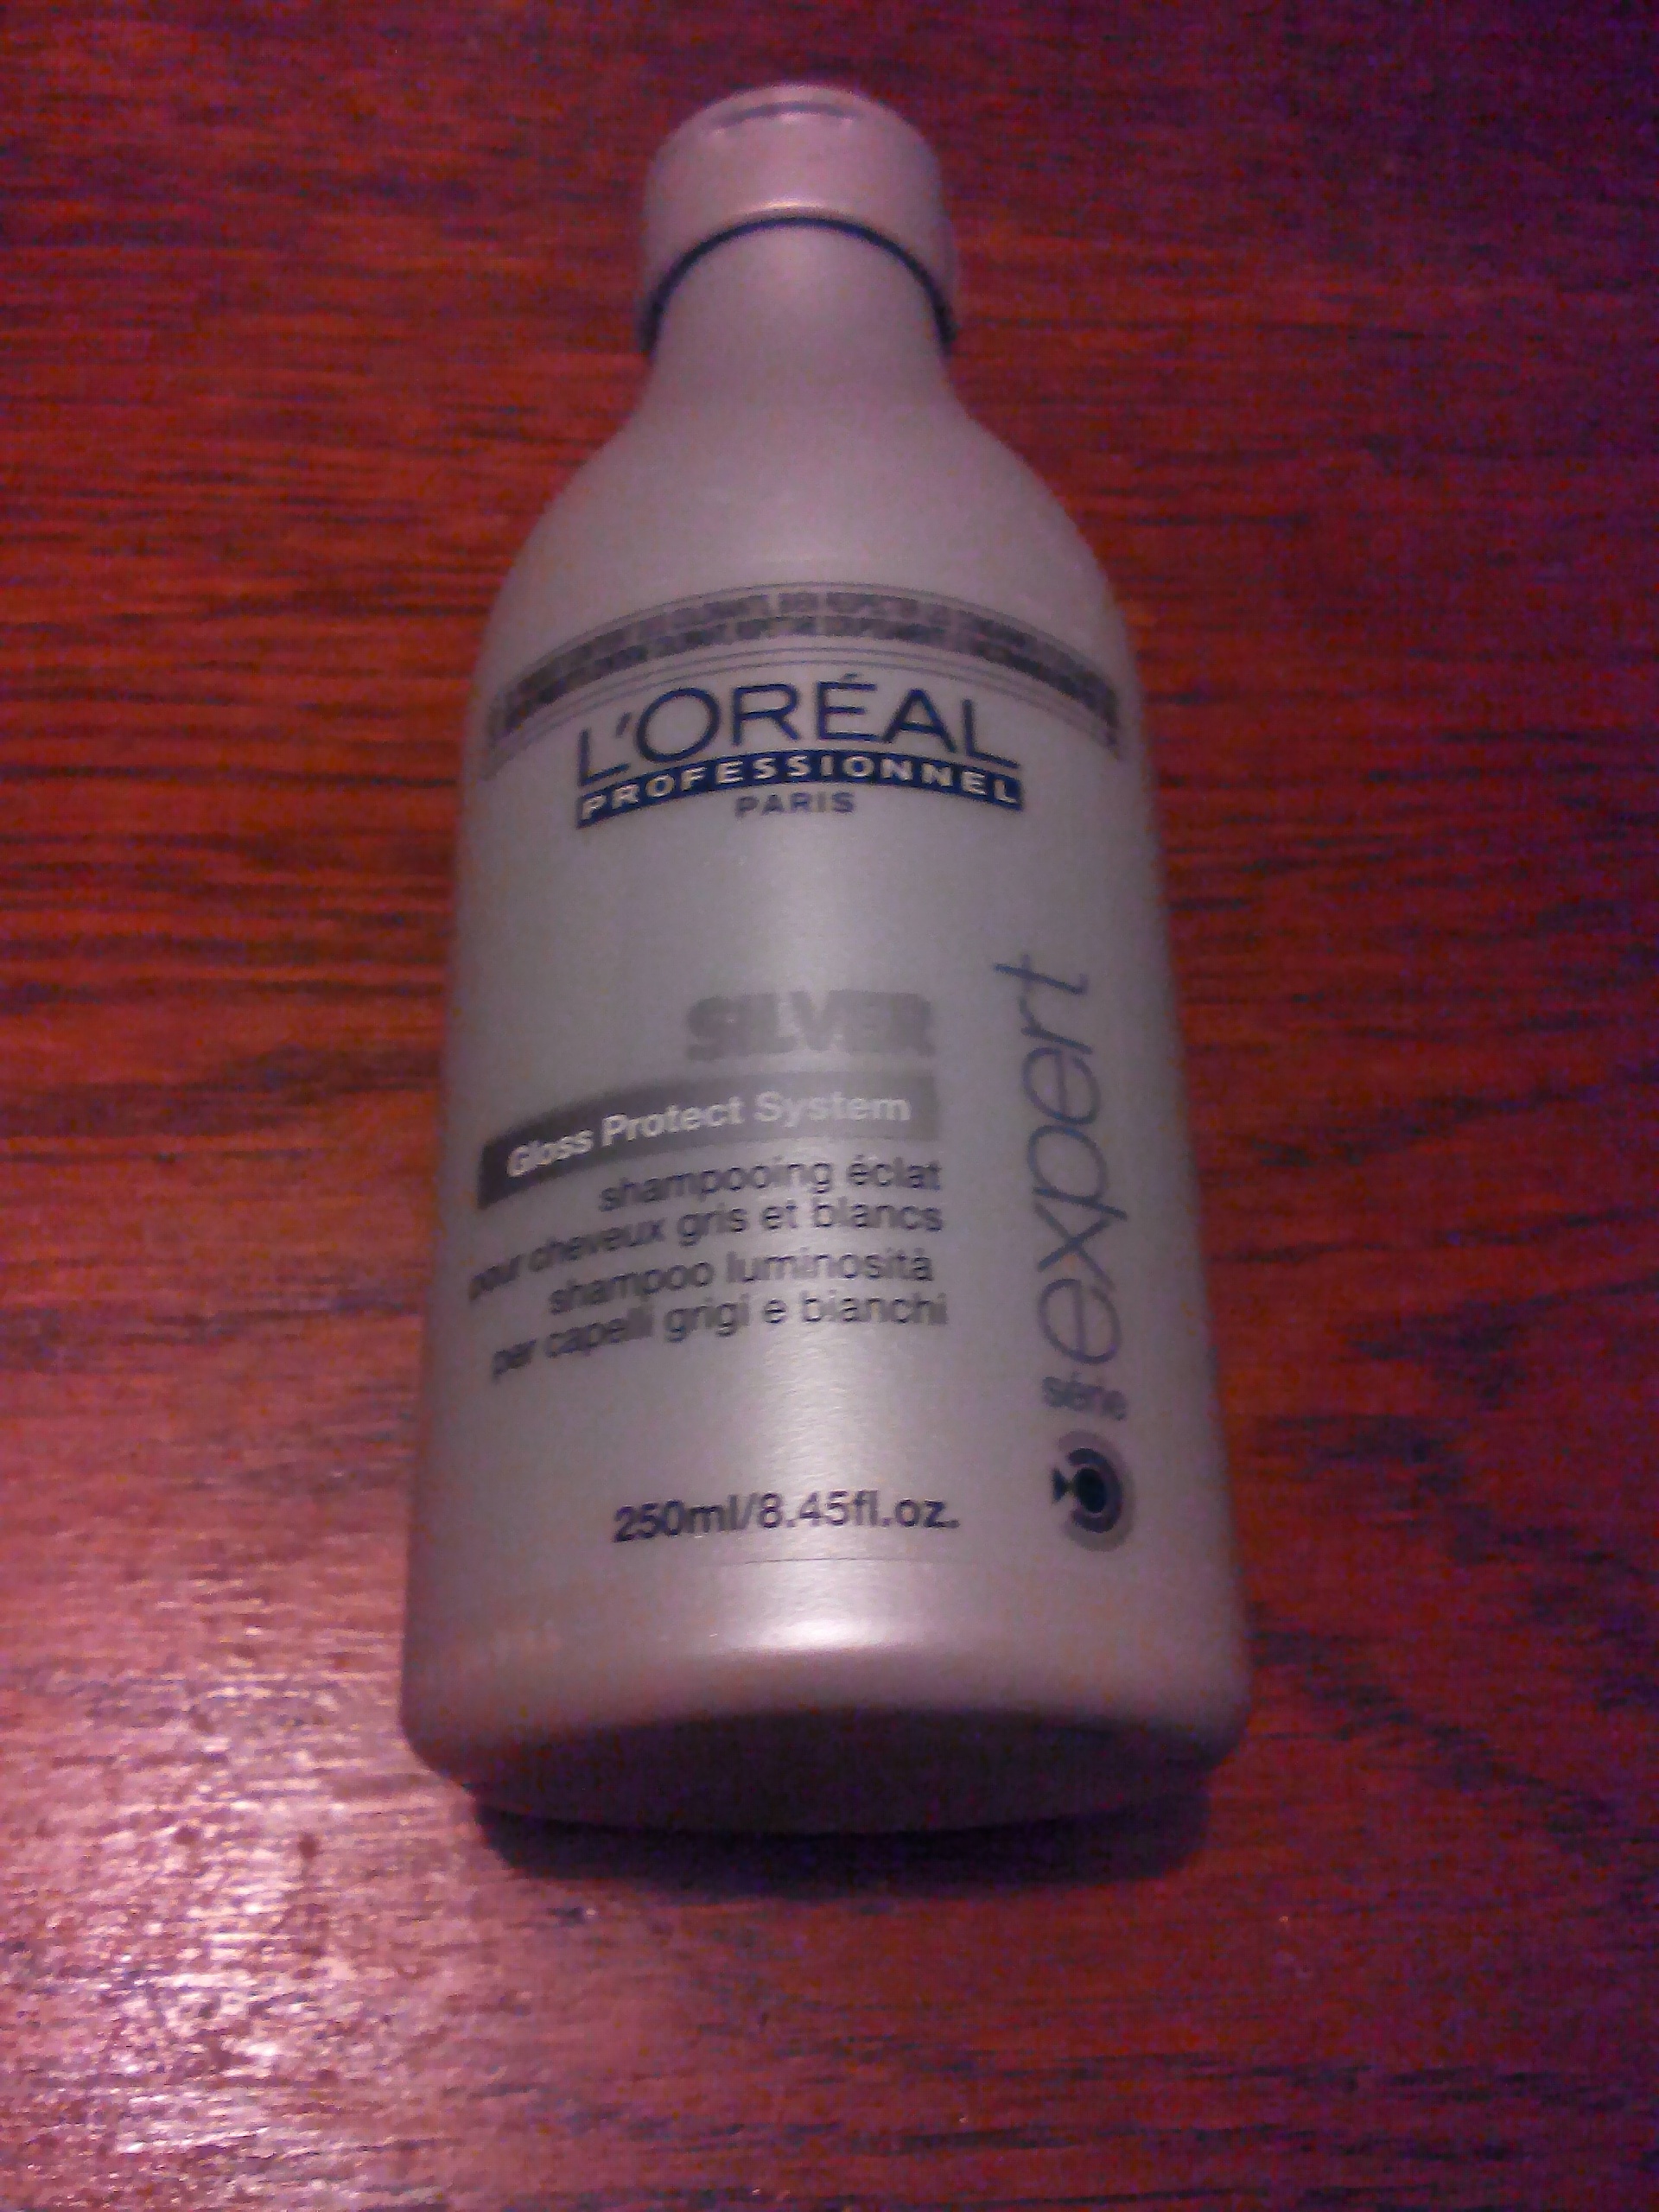 L'ORÉAL
PROFESSIONNEL
PARIS
SILVER
Gloss Protect System
shampooing éclat
pour cheveux gris et blancs
shampoo luminosità
per capelli grigi e bianchi
250ml/8.45fl.oz.
série expert